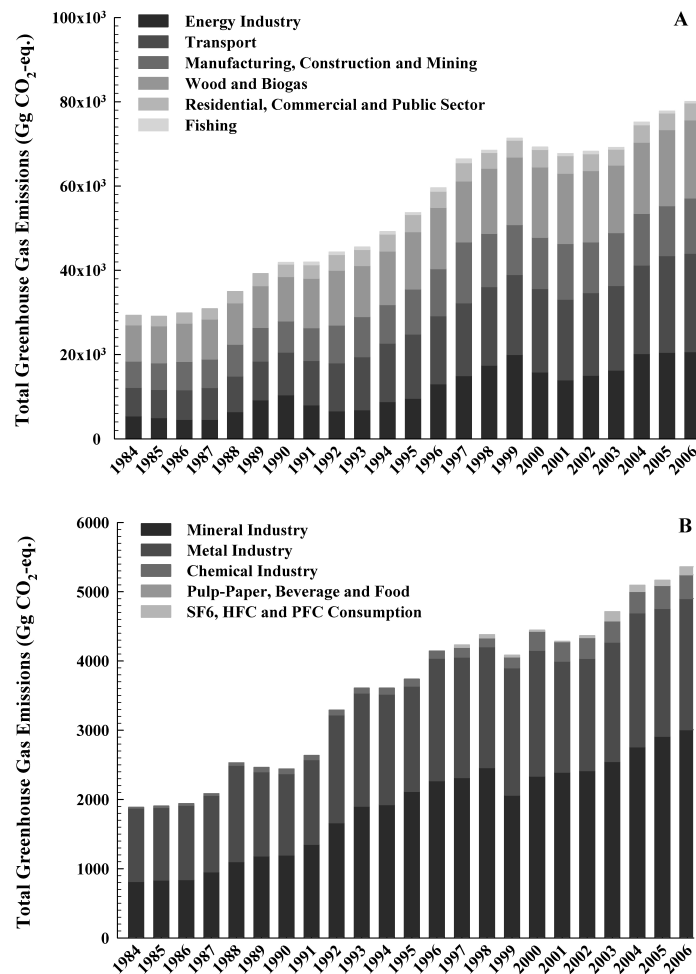 A
Energy Industry
Transport
Manufacturing, Construction and Mining
Wood and Biogas
Residential, Commercial and Public Sector
Fishing
Total Greenhouse Gas Emissions (Gg CO2-eq.)
100x10³
80x10³
60x10³
40x10³
20x10³
0
1984 1985 1986 1987 1988 1989 1990 1991 1992 1993 1994 1995 1996 1997 1998 1999 2000 2001 2002 2003 2004 2005 2006
B
Mineral Industry
Metal Industry
Chemical Industry
Pulp-Paper, Beverage and Food
SF6, HFC and PFC Consumption
Total Greenhouse Gas Emissions (Gg CO2-eq.)
6000
5000
4000
3000
2000
1000
0
1984 1985 1986 1987 1988 1989 1990 1991 1992 1993 1994 1995 1996 1997 1998 1999 2000 2001 2002 2003 2004 2005 2006